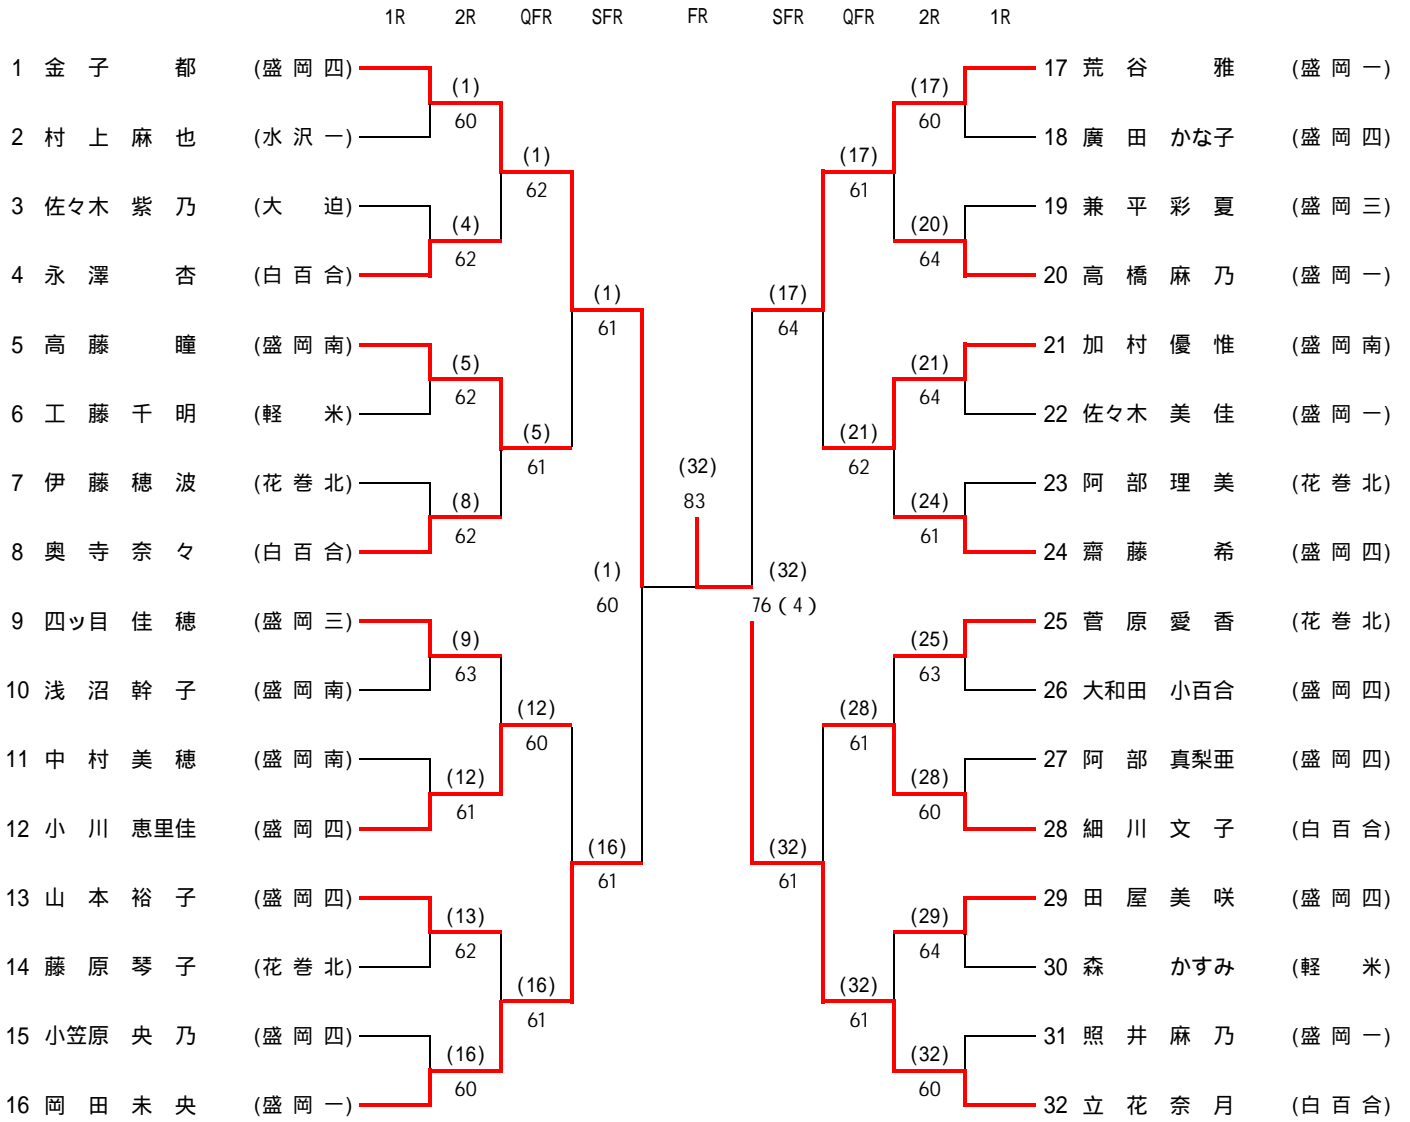 1R 2R QFR SFR FR SFR QFR 2R 1R
1 金子 都 (盛岡四) 17 荒谷 雅 (盛岡一)
(1) (17)
60 60
2 村上麻也 (水沢一) 18 廣田かな子 (盛岡四)
(1) (17)
62 61
3 佐々木 紫乃 (大 迫) 19 兼平彩夏 (盛岡三)
(4) (20)
62 64
4 永澤 杏 (白百合) 20 高橋麻乃 (盛岡一)
(1) (17)
61 64
5 高藤 瞳 (盛岡南) 21 加村優惟 (盛岡南)
(5) (21)
62 64
6 工藤千明 (軽 米) 22 佐々木 美佳 (盛岡一)
(5) (21)
61 (32) 62
7 伊藤穂波 (花巻北) 23 阿部理美 (花巻北)
(8) 83 (24)
62 61
8 奥寺奈々 (白百合) 24 齋藤 希 (盛岡四)
(1) (32)
60 76(4)
9 四ッ目 佳穂 (盛岡三) 25 菅原愛香 (花巻北)
(9) (25)
63 63
10 浅沼幹子 (盛岡南) 26 大和田 小百合 (盛岡四)
(12) (28)
60 61
11 中村美穂 (盛岡南) 27 阿部 真梨亜 (盛岡四)
(12) (28)
61 60
12 小川恵里佳 (盛岡四) 28 細川文子 (白百合)
(16) (32)
61 61
13 山本裕子 (盛岡四) 29 田屋美咲 (盛岡四)
(13) (29)
62 64
14 藤原琴子 (花巻北) 30 森 かすみ (軽 米)
(16) (32)
61 61
15 小笠原 央乃 (盛岡四) 31 照井麻乃 (盛岡一)
(16) (32)
60 60
16 岡田未央 (盛岡一) 32 立花奈月 (白百合)